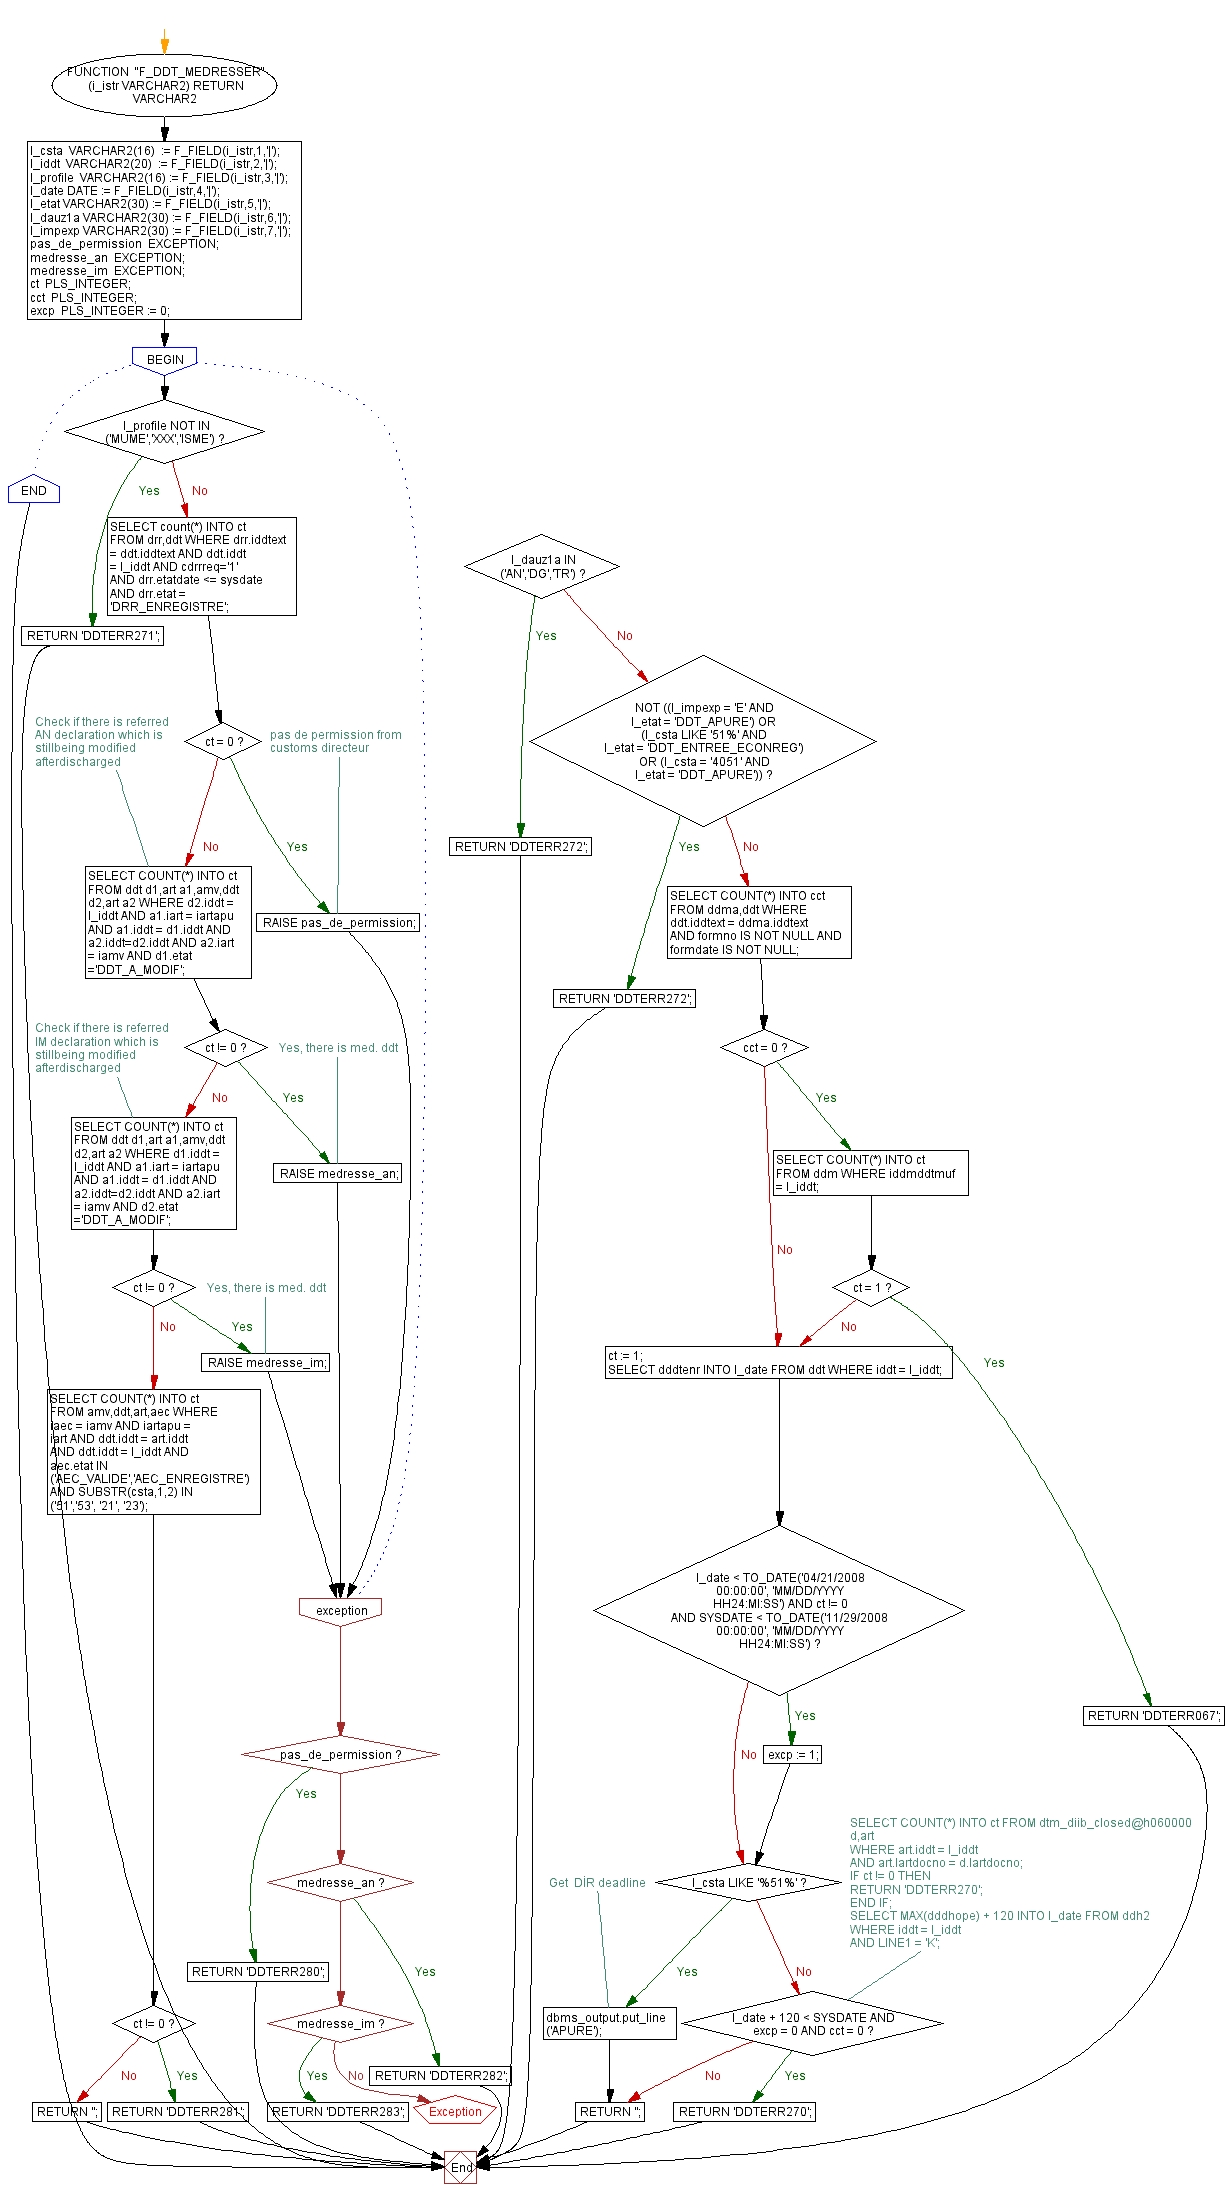 FUNCTION "F_DDT_MEDRESSER"
(i_istr VARCHAR2) RETURN
VARCHAR2
l_csta VARCHAR2(16) := F_FIELD(i_istr,1,'|');
l_iddt VARCHAR2(20) := F_FIELD(i_istr,2,'|');
l_profile VARCHAR2(16) := F_FIELD(i_istr,3,'|');
l_date DATE := F_FIELD(i_istr,4,'|');
l_etat VARCHAR2(30) := F_FIELD(i_istr,5,'|');
l_dauz1a VARCHAR2(30) := F_FIELD(i_istr,6,'|');
l_impexp VARCHAR2(30) := F_FIELD(i_istr,7,'|');
pas_de_permission EXCEPTION;
medresse_an EXCEPTION;
medresse_im EXCEPTION;
ct PLS_INTEGER;
cct PLS_INTEGER;
excp PLS_INTEGER := 0;
BEGIN
l_profile NOT IN
('MUME','XXX','ISME') ?
END
Yes
No
SELECT count(*) INTO ct
FROM drr,ddt WHERE drr.iddtext
= ddt.iddtext AND ddt.iddt
= l_iddt AND cdrrreq='1'
AND drr.etatdate <= sysdate
AND drr.etat =
'DRR_ENREGISTRE';
RETURN 'DDTERR271';
Check if there is referred
AN declaration which is
stillbeing modified
afterdischarged
ct = 0 ?
pas de permission from
customs directeur
No
Yes
SELECT COUNT(*) INTO ct
FROM ddt d1,art a1,amv,ddt
d2,art a2 WHERE d2.iddt =
l_iddt AND a1.iart = iartapu
AND a1.iddt = d1.iddt AND
a2.iddt=d2.iddt AND a2.iart
= iamv AND d1.etat
='DDT_A_MODIF';
RAISE pas_de_permission;
Check if there is referred
IM declaration which is
stillbeing modified
afterdischarged
ct != 0 ?
Yes, there is med. ddt
No
Yes
SELECT COUNT(*) INTO ct
FROM ddt d1,art a1,amv,ddt
d2,art a2 WHERE d1.iddt =
l_iddt AND a1.iart = iartapu
AND a1.iddt = d1.iddt AND
a2.iddt=d2.iddt AND a2.iart
= iamv AND d2.etat
='DDT_A_MODIF';
RAISE medresse_an;
ct != 0 ?
Yes, there is med. ddt
No
Yes
RAISE medresse_im;
SELECT COUNT(*) INTO ct
FROM amv,ddt,art,aec WHERE
iaec = iamv AND iartapu =
iart AND ddt.iddt = art.iddt
AND ddt.iddt = l_iddt AND
aec.etat IN
('AEC_VALIDE','AEC_ENREGISTRE')
AND SUBSTR(csta,1,2) IN
('51','53', '21', '23');
exception
pas_de_permission ?
Yes
medresse_an ?
RETURN 'DDTERR280';
Yes
ct != 0 ?
medresse_im ?
No
Yes
Yes
No
RETURN 'DDTERR282';
RETURN '';
RETURN 'DDTERR281';
RETURN 'DDTERR283';
Exception
End
l_dauz1a IN
('AN','DG','TR') ?
Yes
No
NOT ((l_impexp = 'E' AND
l_etat = 'DDT_APURE') OR
(l_csta LIKE '51%' AND
l_etat = 'DDT_ENTREE_ECONREG')
OR (l_csta = '4051' AND
l_etat = 'DDT_APURE')) ?
RETURN 'DDTERR272';
Yes
No
SELECT COUNT(*) INTO cct
FROM ddma,ddt WHERE
ddt.iddtext = ddma.iddtext
AND formno IS NOT NULL AND
formdate IS NOT NULL;
RETURN 'DDTERR272';
cct = 0 ?
Yes
SELECT COUNT(*) INTO ct
FROM ddm WHERE iddmddtmuf
= l_iddt;
No
ct = 1 ?
No
Yes
ct := 1;
SELECT dddtenr INTO l_date FROM ddt WHERE iddt = l_iddt;
l_date < TO_DATE('04/21/2008
00:00:00', 'MM/DD/YYYY
HH24:MI:SS') AND ct != 0
AND SYSDATE < TO_DATE('11/29/2008
00:00:00', 'MM/DD/YYYY
HH24:MI:SS') ?
RETURN 'DDTERR067';
Yes
No
excp := 1;
SELECT COUNT(*) INTO ct FROM dtm_diib_closed@h060000
d,art
WHERE art.iddt = l_iddt
AND art.lartdocno = d.lartdocno;
IF ct != 0 THEN
RETURN 'DDTERR270';
END IF;
SELECT MAX(dddhope) + 120 INTO l_date FROM ddh2
WHERE iddt = l_iddt
AND LINE1 = 'K';
Get DİR deadline
l_csta LIKE '%51%' ?
Yes
No
dbms_output.put_line
('APURE');
l_date + 120 < SYSDATE AND
excp = 0 AND cct = 0 ?
No
Yes
RETURN '';
RETURN 'DDTERR270';